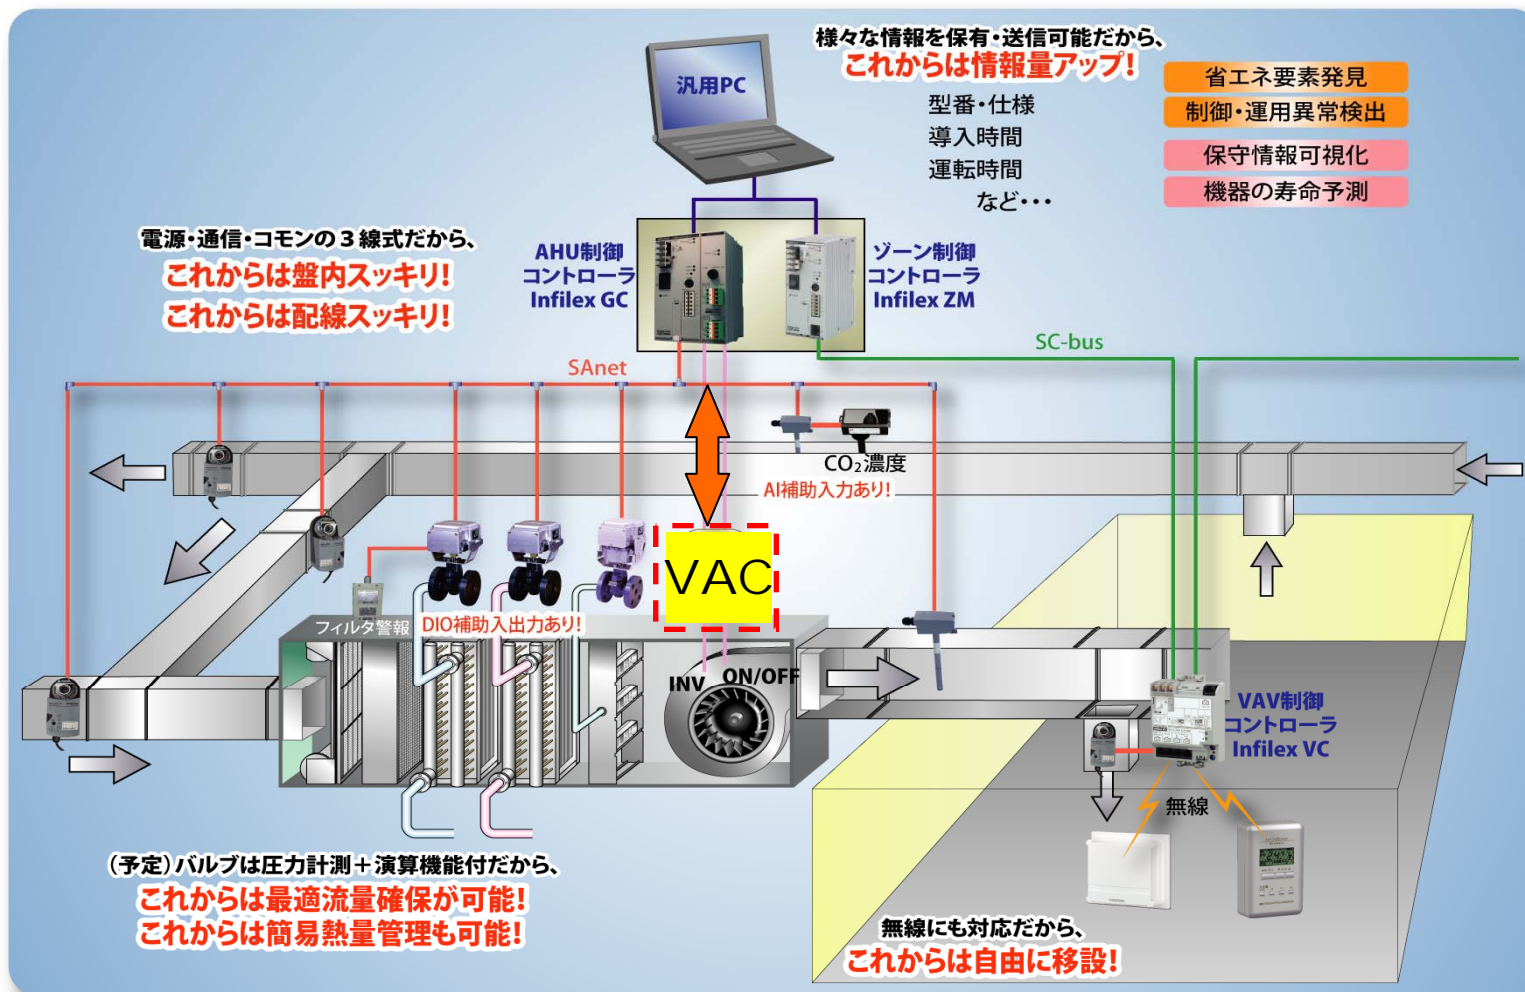 様々な情報を保有・送信可能だから、
これからは情報量アップ!
汎用PC
型番・仕様
導入時間
運転時間
など・・・
省エネ要素発見
制御・運用異常検出
保守情報可視化
機器の寿命予測
電源・通信・コモンの3線式だから、
これからは盤内スッキリ!
これからは配線スッキリ!
AHU制御
コントローラ
Infilex GC
ゾーン制御
コントローラ
Infilex ZM
SC-bus
SAnet
CO₂濃度
AI補助入力あり!
VAC
フィルタ警報
DIO補助入出力あり!
INV
ON/OFF
VAV制御
コントローラ
Infilex VC
無線
(予定)バルブは圧力計測+演算機能付だから、
これからは最適流量確保が可能!
これからは簡易熱量管理も可能!
無線にも対応だから、
これからは自由に移設!